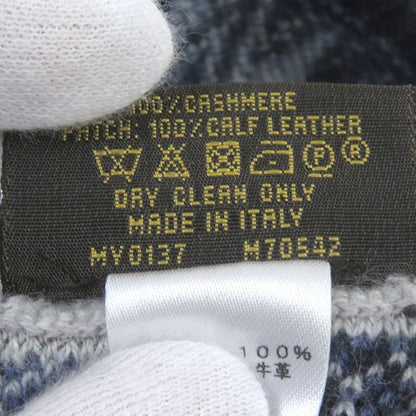 100% CASHMERE
PATCH: 100% CALF LEATHER
P A
DRY CLEAN ONLY
MADE IN ITALY
MV0137 M70542
100%
牛革